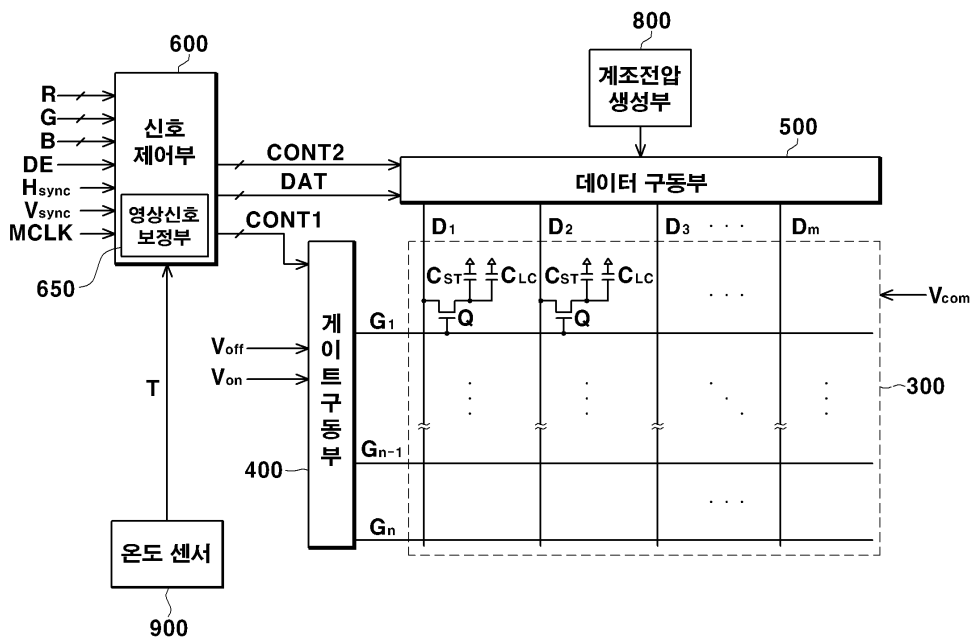 800
600
계조전압
생성부
R
G
B
DE
Hsync
Vsync
MCLK
신호
제어부
영상신호
보정부
650
CONT2
DAT
CONT1
500
데이터 구동부
D1 D2 D3 · · · Dm
CST CLC CST CLC · · ·
Q Q
Vcom
G1
Voff
Von
게이트구동부
300
T
Gn-1
400
Gn
· · ·
온도 센서
900